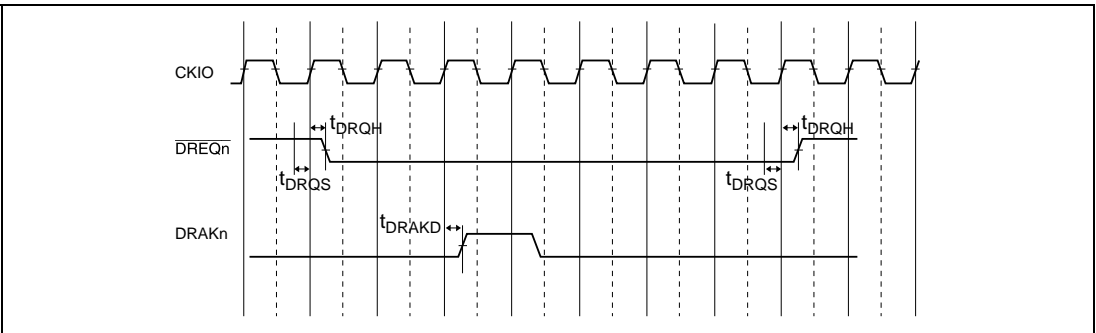 CKIO
tDRQH
tDRQH
DREQn
tDRQS
tDRQS
tDRAKD
DRAKn